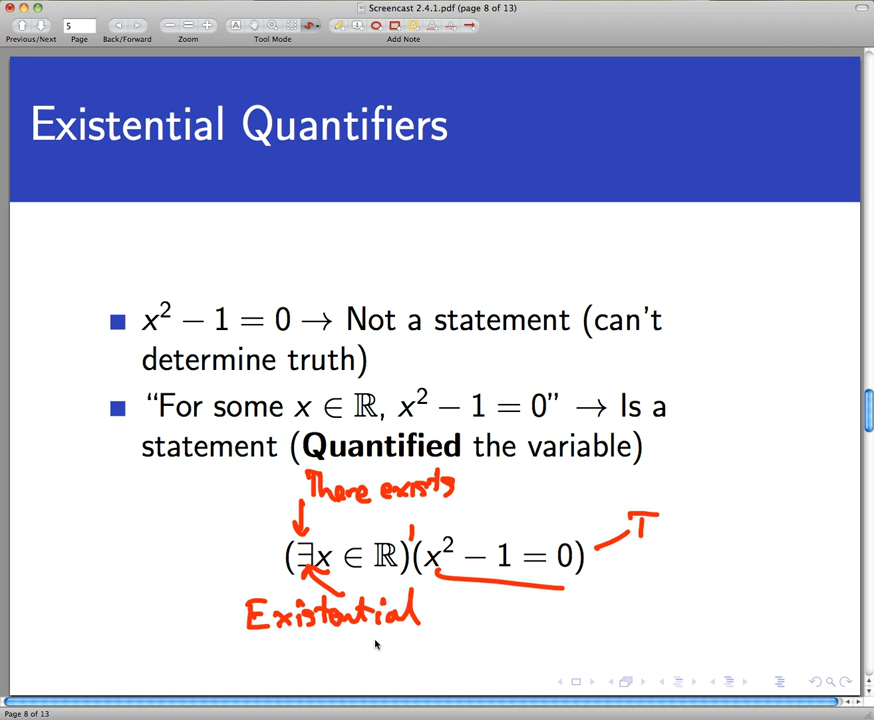 Screencast 2.4.1.pdf (page 8 of 13)
5
Previous/Next Page Back/Forward Zoom Tool Mode Add Note
Existential Quantifiers
x² − 1 = 0 → Not a statement (can't
determine truth)
“For some x ∈ ℝ, x² − 1 = 0” → Is a
statement (Quantified the variable)
There exists
T
(∃x ∈ ℝ)(x² − 1 = 0)
Existential
Page 8 of 13